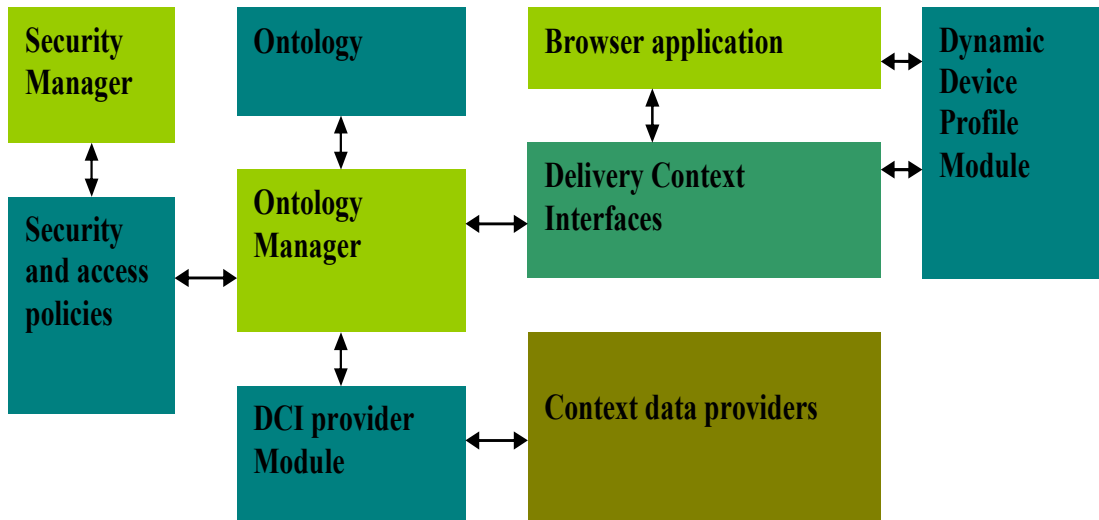 Security
Manager
Ontology
Browser application
Dynamic
Device
Profile
Module
Security
and access
policies
Ontology
Manager
Delivery Context
Interfaces
DCI provider
Module
Context data providers